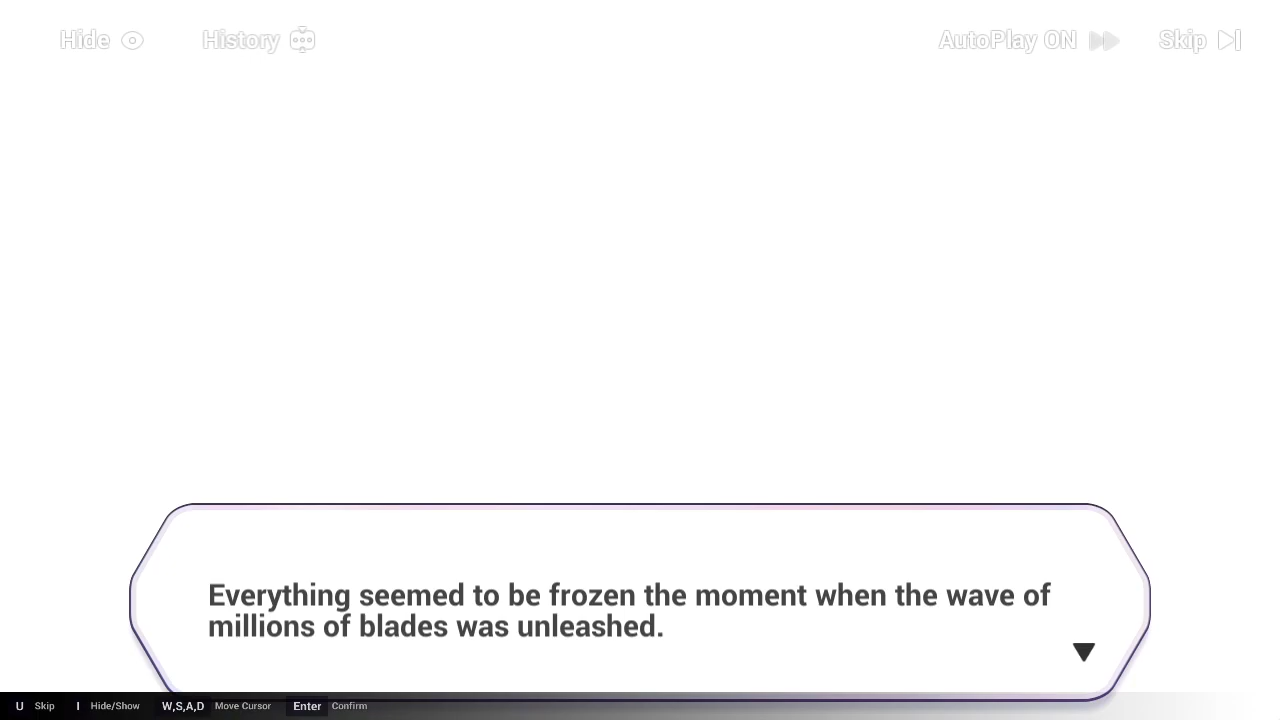 Hide
History
AutoPlay ON
Skip
Everything seemed to be frozen the moment when the wave of
millions of blades was unleashed.
U Skip I Hide/Show W,S,A,D Move Cursor Enter Confirm